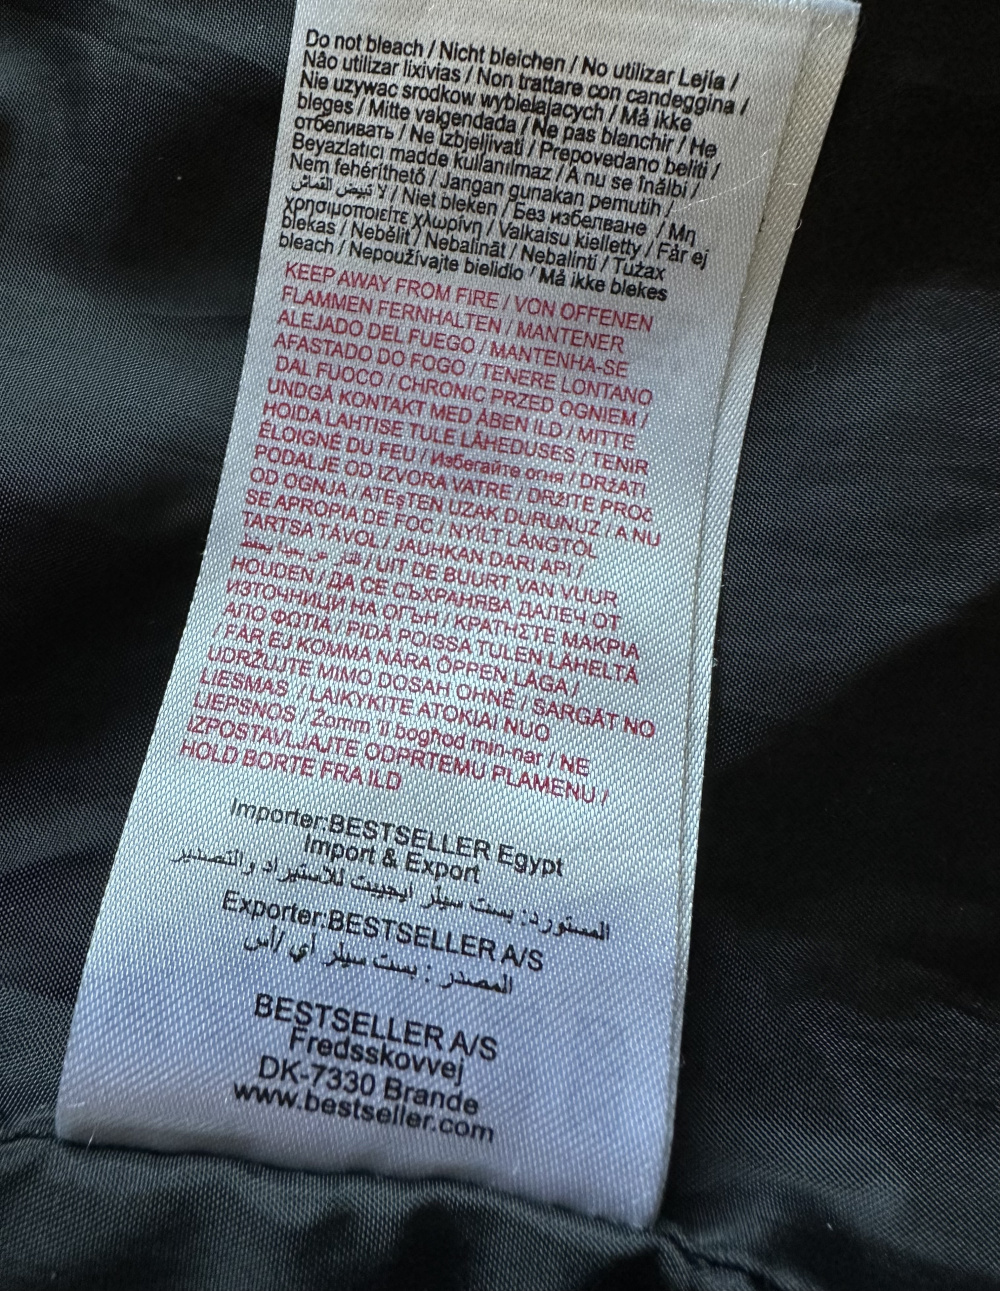 Do not bleach / Nicht bleichen / No utilizar Lejía /
Não utilizar lixivias / Non trattare con candeggina /
Nie uzywac srodkow wybielajacych / Må ikke
bleges / Mitte valgendada / Ne pas blanchir / Не
отбеливать / Ne Izbjeljivati / Prepovedano beliti /
Beyazlatıcı madde kullanılmaz / A nu se înălbi /
Nem fehéríthető / Jangan gunakan pemutih /
لا تبيض القماش / Niet bleken / Без избелване / Μη
χρησιμοποιείτε χλωρίνη / Valkaisu kielletty / Får ej
blekas / Nebělit / Nebalināt / Nebalinti / Tużax
bleach / Nepoužívajte bielidlo / Må ikke blekes
KEEP AWAY FROM FIRE / VON OFFENEN
FLAMMEN FERNHALTEN / MANTENER
ALEJADO DEL FUEGO / MANTENHA-SE
AFASTADO DO FOGO / TENERE LONTANO
DAL FUOCO / CHRONIC PRZED OGNIEM /
UNDGÅ KONTAKT MED ÅBEN ILD / MITTE
HOIDA LAHTISE TULE LÄHEDUSES / TENIR
ÉLOIGNÉ DU FEU / Избегайте огня / DRŽATI
PODALJE OD IZVORA VATRE / DRŽITE PROČ
OD OGNJA / ATEşTEN UZAK DURUNUZ / A NU
SE APROPIA DE FOC / NYÍLT LÁNGTÓL
TARTSA TÁVOL / JAUHKAN DARI API /
/ UIT DE BUURT VAN VUUR
HOUDEN / ДА СЕ СЪХРАНЯВА ДАЛЕЧ ОТ
ИЗТОЧНИЦИ НА ОГЪН / ΚΡΑΤΗΣΤΕ ΜΑΚΡΙΑ
ΑΠΟ ΦΩΤΙΑ / PIDÄ POISSA TULEN LÄHELTÄ
/ FÅR EJ KOMMA NÄRA ÖPPEN LÅGA /
UDRŽUJTE MIMO DOSAH OHNĚ / SARGĀT NO
LIESMAS / LAIKYKITE ATOKIAI NUO
LIEPSNOS / Żomm 'il bogħod min-nar / NE
IZPOSTAVLJAJTE ODPRTEMU PLAMENU /
HOLD BORTE FRA ILD
Importer:BESTSELLER Egypt
Import & Export
المستورد: بست سيلر ايجيبت للاستيراد والتصدير
Exporter:BESTSELLER A/S
المصدر : بست سيلر أي /أس
BESTSELLER A/S
Fredsskovvej
DK-7330 Brande
www.bestseller.com